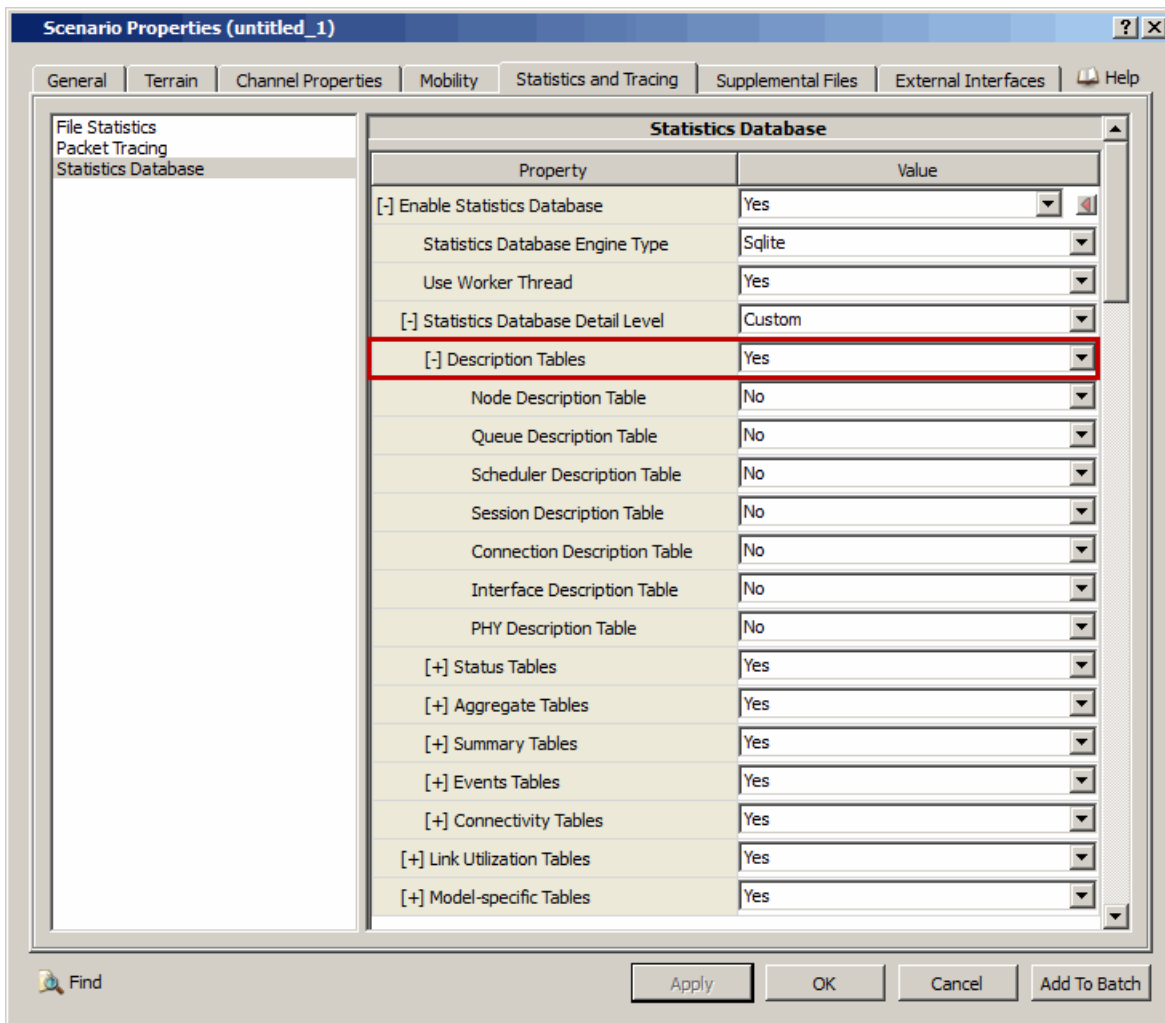 Scenario Properties (untitled_1)
General Terrain Channel Properties Mobility Statistics and Tracing Supplemental Files External Interfaces Help
File Statistics
Packet Tracing
Statistics Database
Statistics Database
Property Value
[-] Enable Statistics Database Yes
Statistics Database Engine Type Sqlite
Use Worker Thread Yes
[-] Statistics Database Detail Level Custom
[-] Description Tables Yes
Node Description Table No
Queue Description Table No
Scheduler Description Table No
Session Description Table No
Connection Description Table No
Interface Description Table No
PHY Description Table No
[+] Status Tables Yes
[+] Aggregate Tables Yes
[+] Summary Tables Yes
[+] Events Tables Yes
[+] Connectivity Tables Yes
[+] Link Utilization Tables Yes
[+] Model-specific Tables Yes
Find Apply OK Cancel Add To Batch